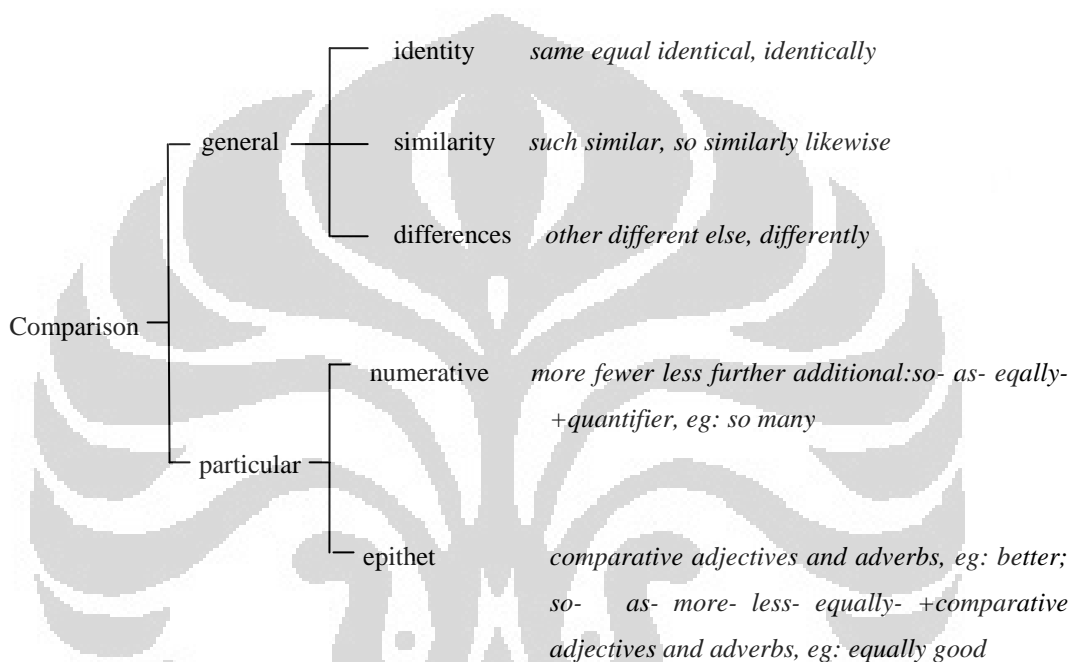 identity same equal identical, identically
general similarity such similar, so similarly likewise
differences other different else, differently
Comparison
numerative more fewer less further additional:so- as- eqally-
+quantifier, eg: so many
particular
epithet comparative adjectives and adverbs, eg: better;
so- as- more- less- equally- +comparative
adjectives and adverbs, eg: equally good